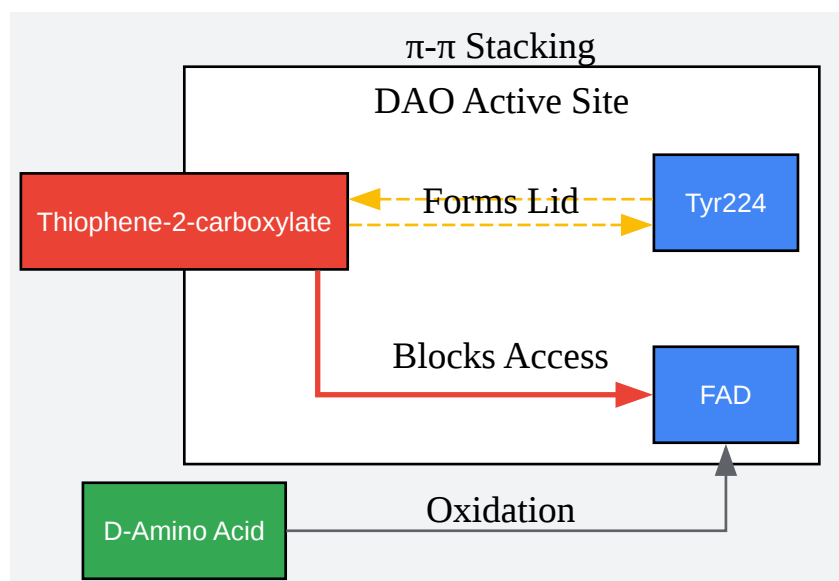 π-π Stacking
DAO Active Site
Thiophene-2-carboxylate
Forms Lid
Tyr224
Blocks Access
FAD
D-Amino Acid
Oxidation